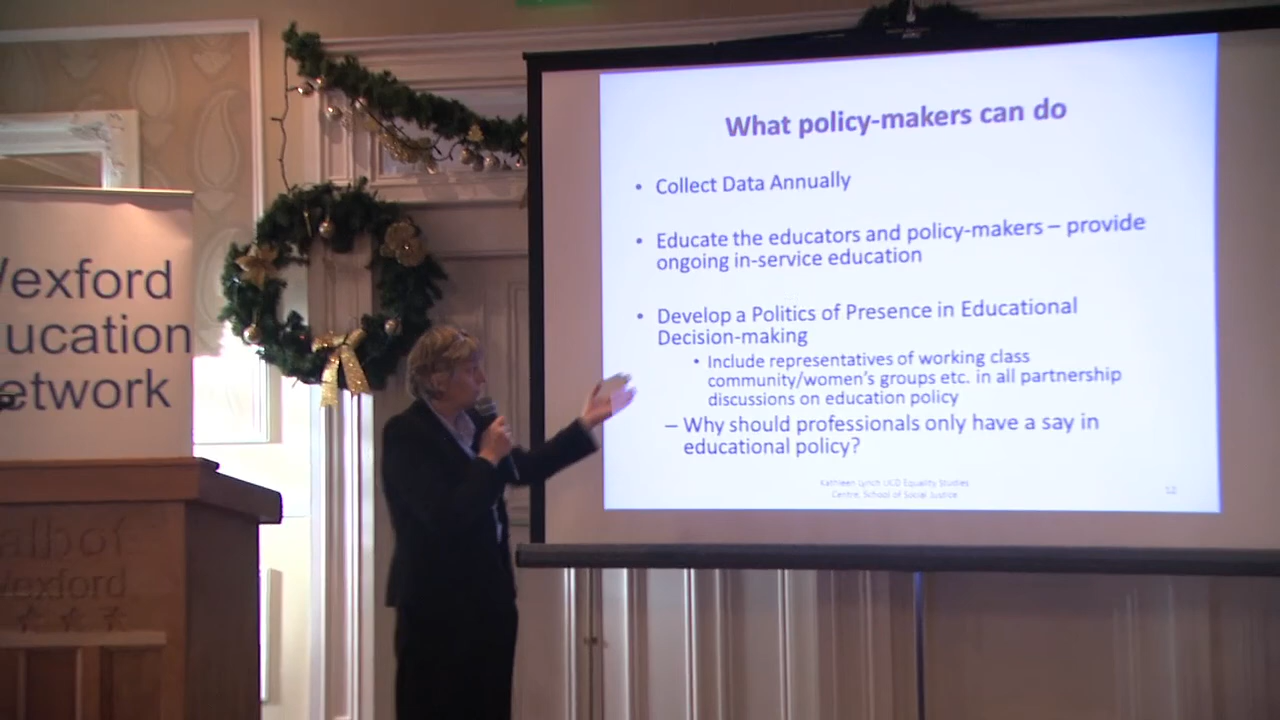 Wexford
ucation
etwork
albot
Wexford
What policy-makers can do
• Collect Data Annually
• Educate the educators and policy-makers – provide
ongoing in-service education
• Develop a Politics of Presence in Educational
Decision-making
• Include representatives of working class
community/women's groups etc. in all partnership
discussions on education policy
– Why should professionals only have a say in
educational policy?
Kathleen Lynch UCD Equality Studies
Centre, School of Social Justice
12